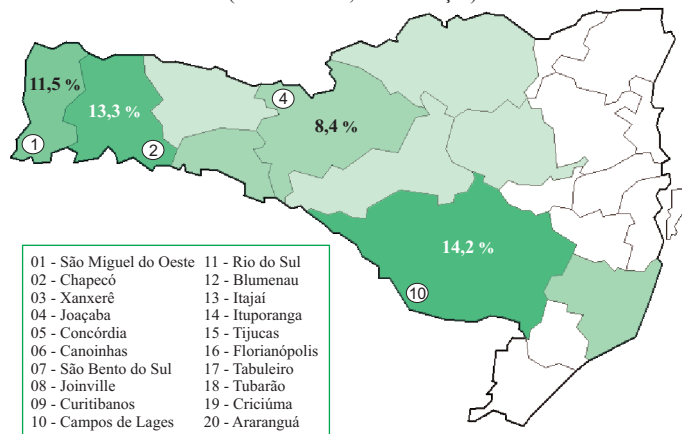 11,5 %
13,3 %
4
8,4 %
1
2
14,2 %
10
01 - São Miguel do Oeste 11 - Rio do Sul
02 - Chapecó 12 - Blumenau
03 - Xanxerê 13 - Itajaí
04 - Joaçaba 14 - Ituporanga
05 - Concórdia 15 - Tijucas
06 - Canoinhas 16 - Florianópolis
07 - São Bento do Sul 17 - Tabuleiro
08 - Joinville 18 - Tubarão
09 - Curitibanos 19 - Criciúma
10 - Campos de Lages 20 - Araranguá